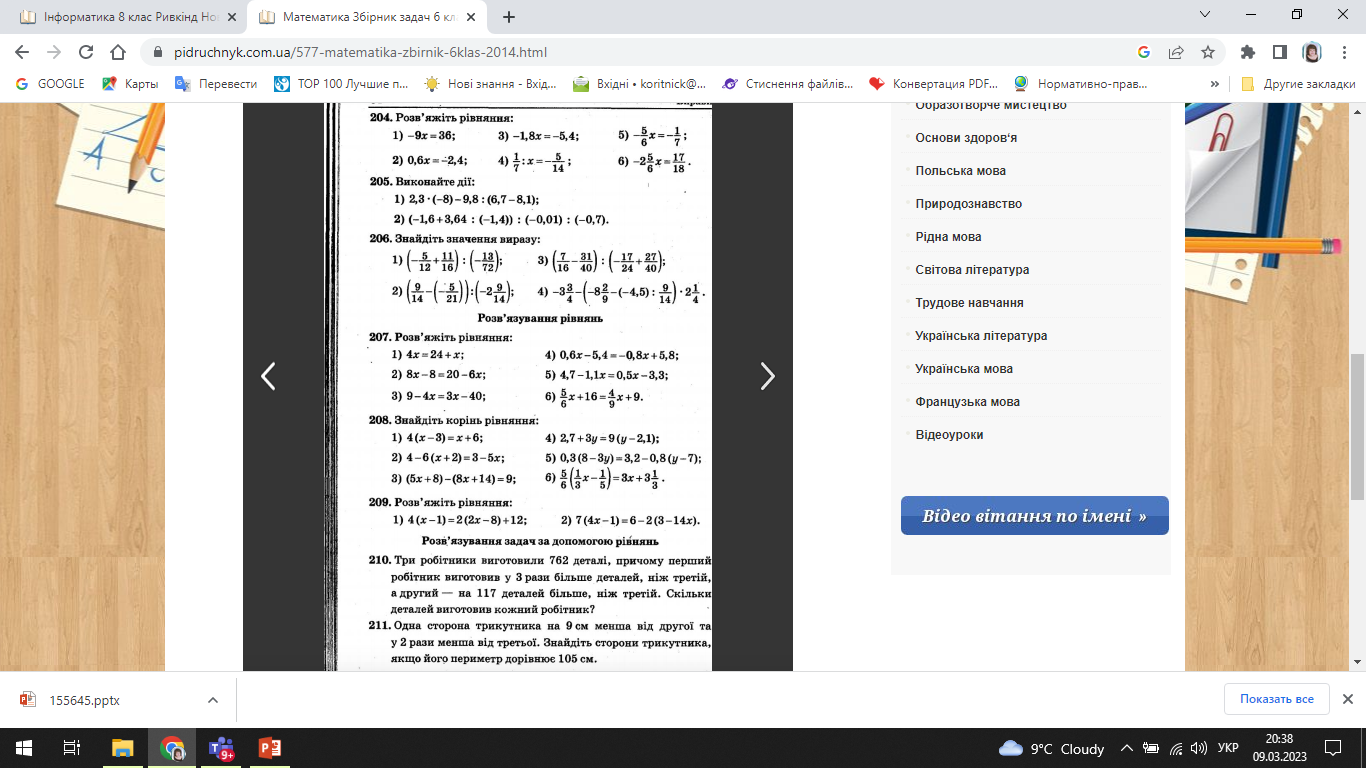 Інформатика 8 клас Ривкінд Но
Математика Збірник задач 6 кл
pidruchnyk.com.ua/577-matematika-zbirnik-6klas-2014.html
GOOGLE Карты Перевести TOP 100 Лучшие п... Нові знання – Вхід... Вхідні • koritnick@... Стиснення файлів... Конвертация PDF... Нормативно-прав... » Другие закладки
204. Розв'яжіть рівняння:
1) −9x = 36; 3) −1,8x = −5,4; 5) −5/6 x = −1/7;
2) 0,6x = −2,4; 4) 1/7 : x = −5/14; 6) −2 5/6 x = 17/18.
205. Виконайте дії:
1) 2,3 · (−8) − 9,8 : (6,7 − 8,1);
2) (−1,6 + 3,64 : (−1,4)) : (−0,01) : (−0,7).
206. Знайдіть значення виразу:
1) (−5/12 + 11/16) : (−13/72); 3) (7/16 − 31/40) : (−17/24 + 27/40);
2) (9/14 − (−5/21)) : (−2 9/14); 4) −3 3/4 − (−8 2/9 − (−4,5) : 9/14) · 2 1/4.
Розв'язування рівнянь
207. Розв'яжіть рівняння:
1) 4x = 24 + x; 4) 0,6x − 5,4 = −0,8x + 5,8;
2) 8x − 8 = 20 − 6x; 5) 4,7 − 1,1x = 0,5x − 3,3;
3) 9 − 4x = 3x − 40; 6) 5/6 x + 16 = 4/9 x + 9.
208. Знайдіть корінь рівняння:
1) 4(x − 3) = x + 6; 4) 2,7 + 3y = 9(y − 2,1);
2) 4 − 6(x + 2) = 3 − 5x; 5) 0,3(8 − 3y) = 3,2 − 0,8(y − 7);
3) (5x + 8) − (8x + 14) = 9; 6) 5/6 (1/3 x − 1/5) = 3x + 3 1/3.
209. Розв'яжіть рівняння:
1) 4(x − 1) = 2(2x − 8) + 12; 2) 7(4x − 1) = 6 − 2(3 − 14x).
Розв'язування задач за допомогою рівнянь
210. Три робітники виготовили 762 деталі, причому перший
робітник виготовив у 3 рази більше деталей, ніж третій,
а другий — на 117 деталей більше, ніж третій. Скільки
деталей виготовив кожний робітник?
211. Одна сторона трикутника на 9 см менша від другої та
у 2 рази менша від третьої. Знайдіть сторони трикутника,
якщо його периметр дорівнює 105 см.
Образотворче мистецтво
Основи здоров'я
Польська мова
Природознавство
Рідна мова
Світова література
Трудове навчання
Українська література
Українська мова
Французька мова
Відеоуроки
Відео вітання по імені »
155645.pptx
Показать все
9+
9°C Cloudy
УКР
20:38
09.03.2023